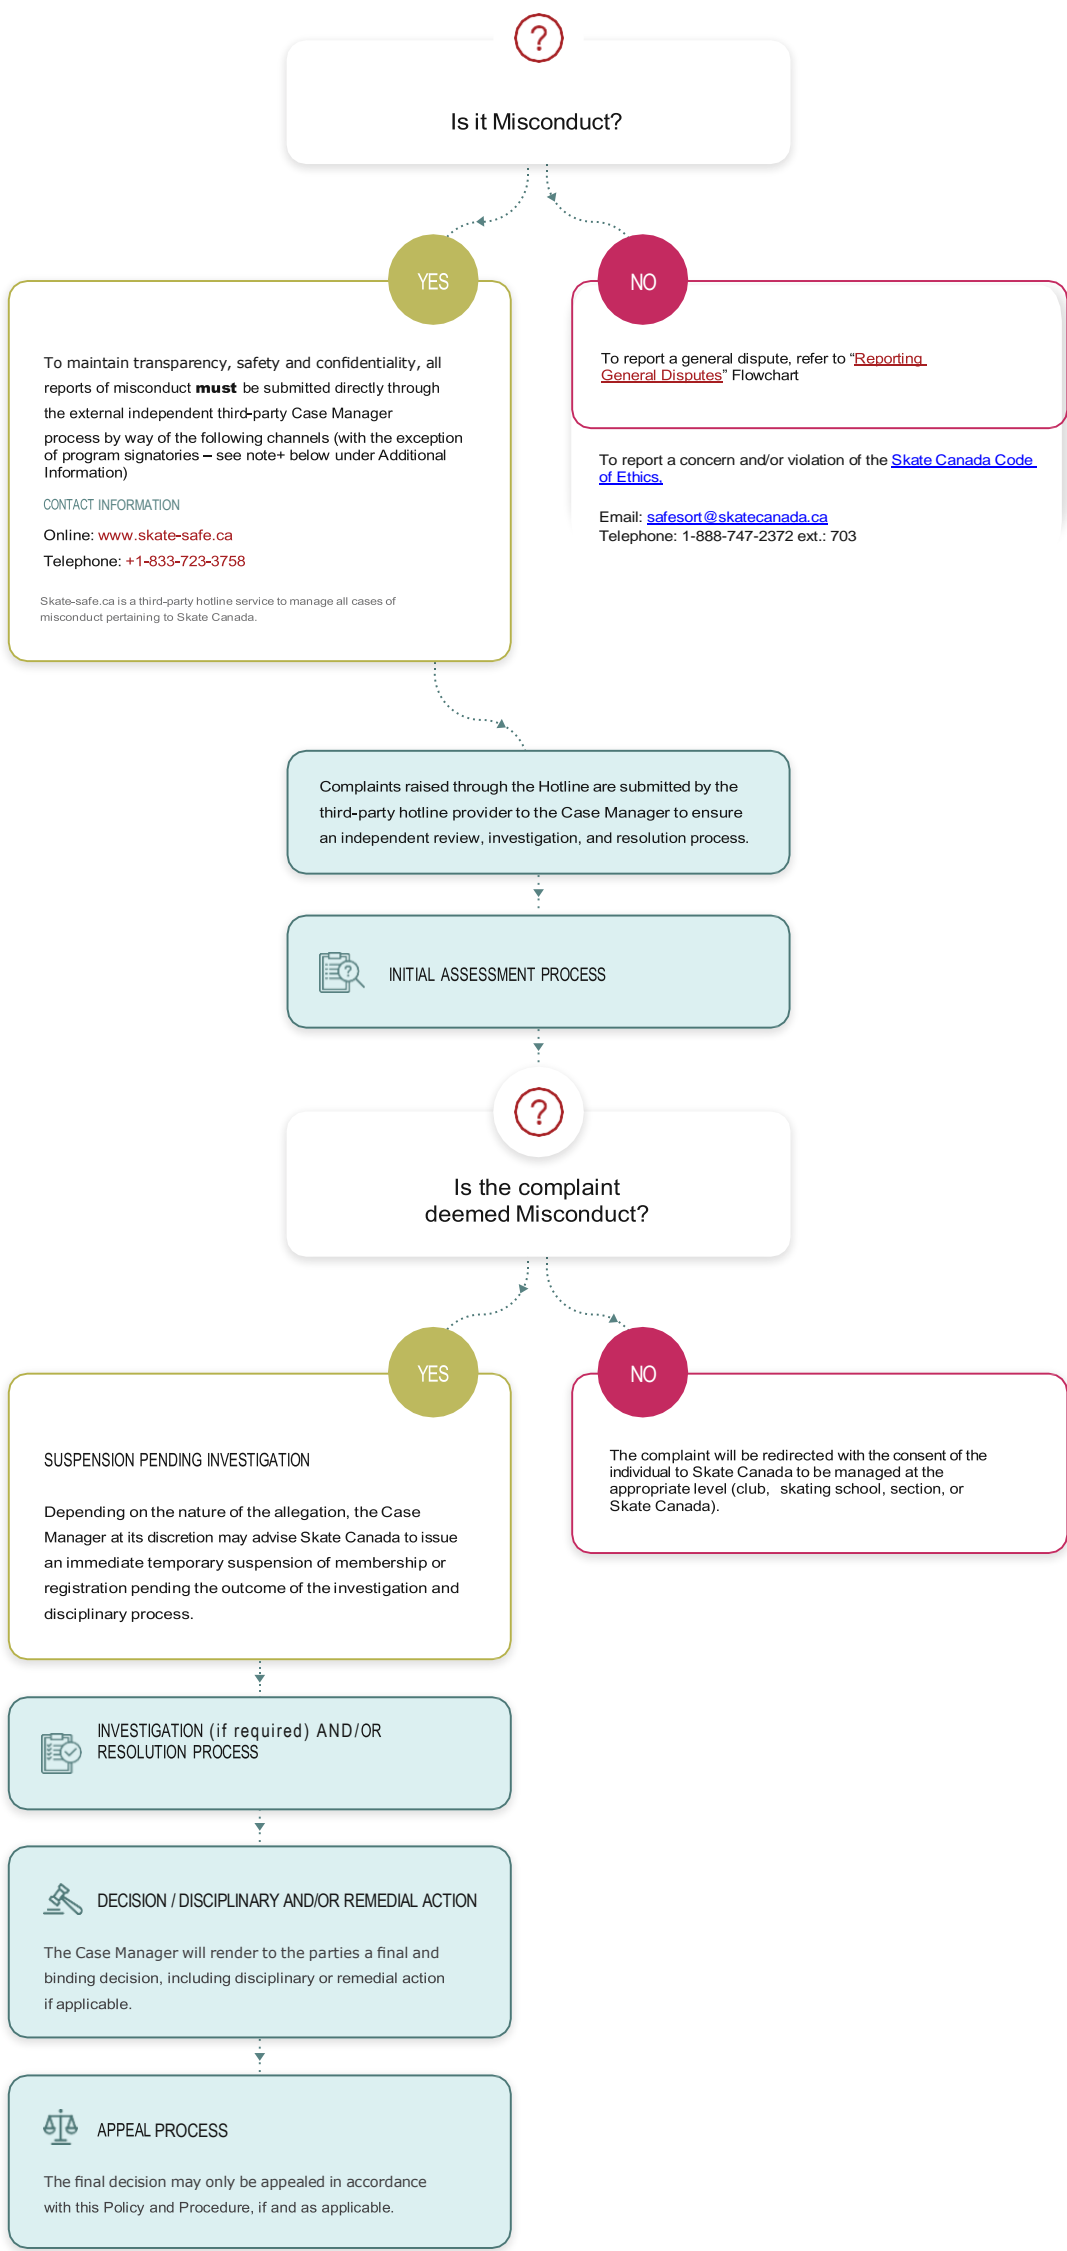 ?
Is it Misconduct?
YES
To maintain transparency, safety and confidentiality, all
reports of misconduct must be submitted directly through
the external independent third-party Case Manager
process by way of the following channels (with the exception
of program signatories – see note+ below under Additional
Information)
CONTACT INFORMATION
Online: www.skate-safe.ca
Telephone: +1-833-723-3758
Skate-safe.ca is a third-party hotline service to manage all cases of
misconduct pertaining to Skate Canada.
NO
To report a general dispute, refer to “Reporting
General Disputes” Flowchart
To report a concern and/or violation of the Skate Canada Code
of Ethics,
Email: safesort@skatecanada.ca
Telephone: 1-888-747-2372 ext.: 703
Complaints raised through the Hotline are submitted by the
third-party hotline provider to the Case Manager to ensure
an independent review, investigation, and resolution process.
?
INITIAL ASSESSMENT PROCESS
?
Is the complaint
deemed Misconduct?
YES
SUSPENSION PENDING INVESTIGATION
Depending on the nature of the allegation, the Case
Manager at its discretion may advise Skate Canada to issue
an immediate temporary suspension of membership or
registration pending the outcome of the investigation and
disciplinary process.
NO
The complaint will be redirected with the consent of the
individual to Skate Canada to be managed at the
appropriate level (club, skating school, section, or
Skate Canada).
INVESTIGATION (if required) AND/OR
RESOLUTION PROCESS
DECISION / DISCIPLINARY AND/OR REMEDIAL ACTION
The Case Manager will render to the parties a final and
binding decision, including disciplinary or remedial action
if applicable.
APPEAL PROCESS
The final decision may only be appealed in accordance
with this Policy and Procedure, if and as applicable.